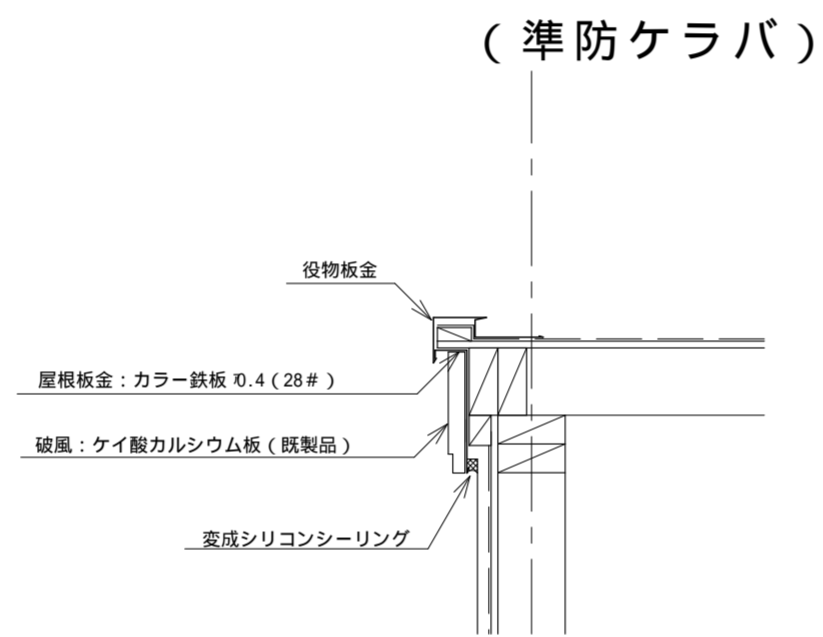 (準防ケラバ)
役物板金
屋根板金：カラー鉄板 ｱ0.4(28#)
破風：ケイ酸カルシウム板(既製品)
変成シリコンシーリング